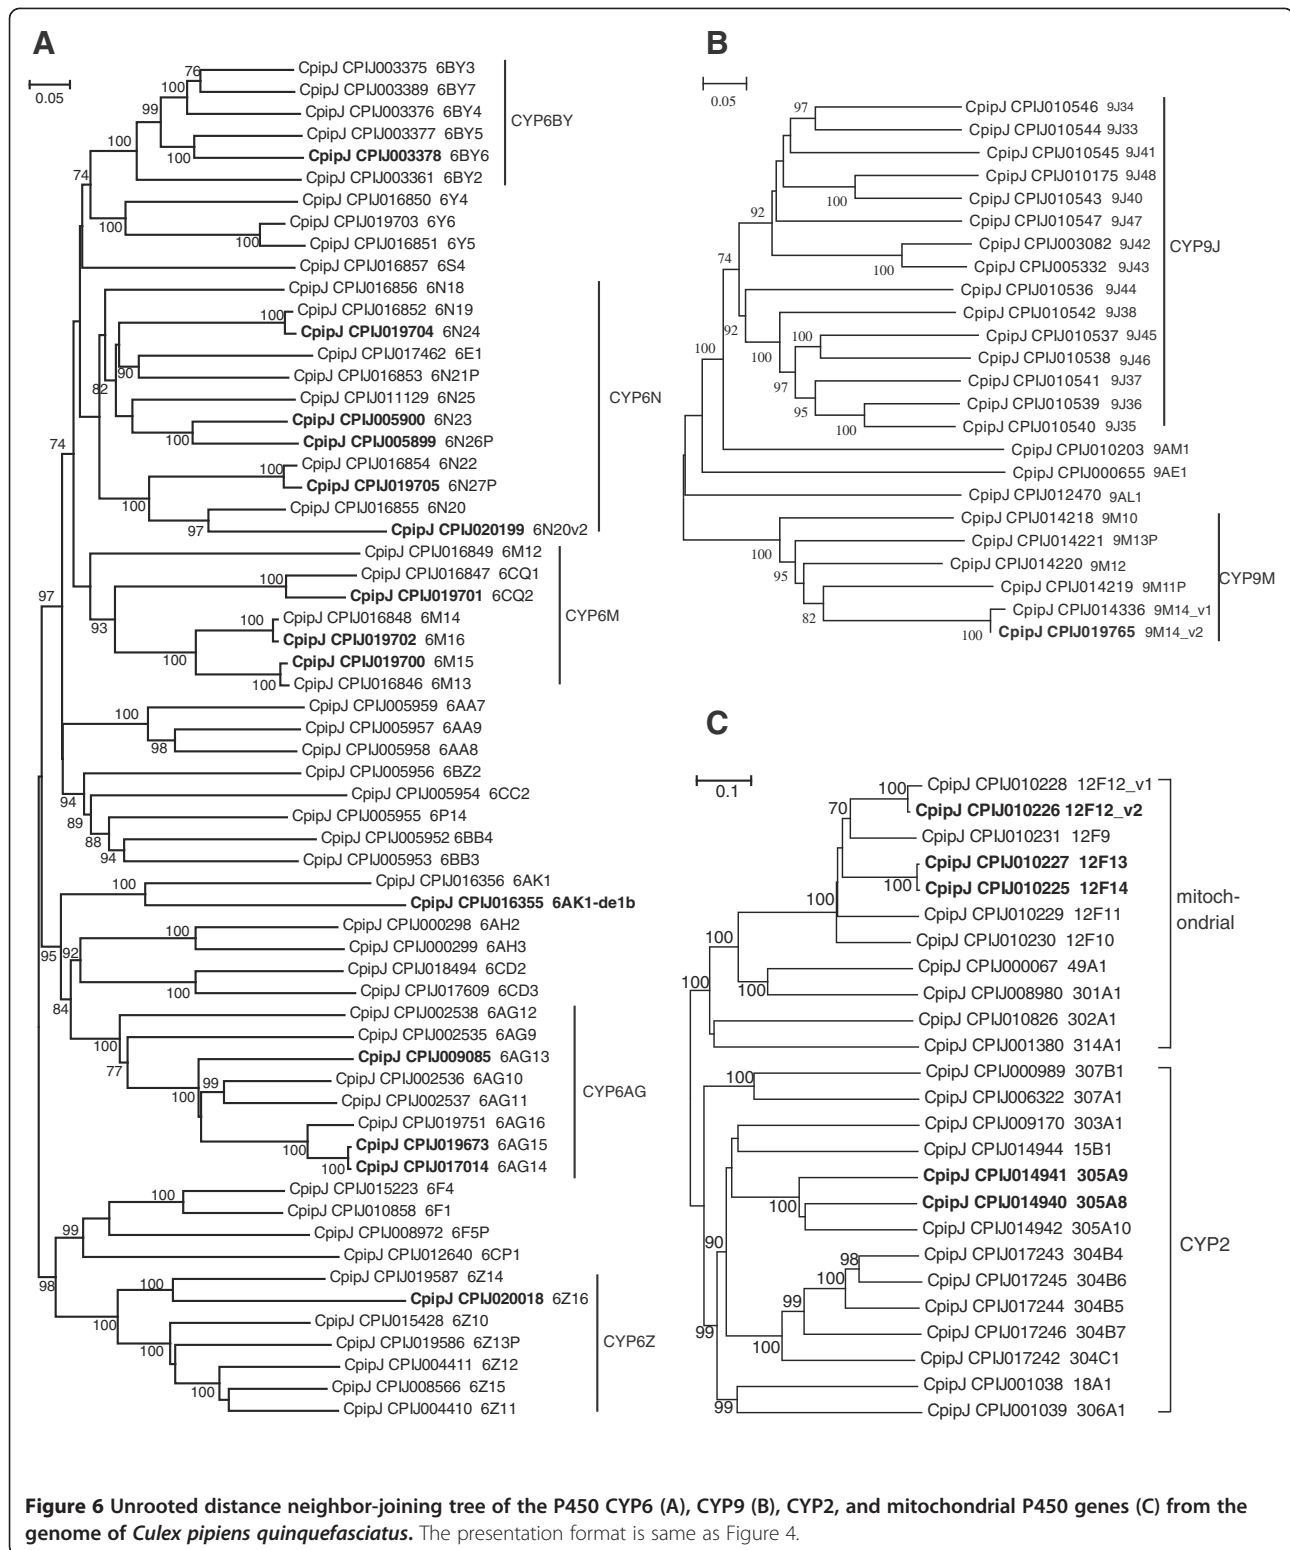 A
0.05
76
CpipJ CPIJ003375 6BY3
100
CpipJ CPIJ003389 6BY7
99
CpipJ CPIJ003376 6BY4
CpipJ CPIJ003377 6BY5
100
100
CpipJ CPIJ003378 6BY6
CYP6BY
CpipJ CPIJ003361 6BY2
74
CpipJ CPIJ016850 6Y4
100
CpipJ CPIJ019703 6Y6
100
CpipJ CPIJ016851 6Y5
CpipJ CPIJ016857 6S4
CpipJ CPIJ016856 6N18
CpipJ CPIJ016852 6N19
100
CpipJ CPIJ019704 6N24
CpipJ CPIJ017462 6E1
90
CpipJ CPIJ016853 6N21P
82
CpipJ CPIJ011129 6N25
CYP6N
CpipJ CPIJ005900 6N23
100
CpipJ CPIJ005899 6N26P
74
CpipJ CPIJ016854 6N22
100
CpipJ CPIJ019705 6N27P
100
CpipJ CPIJ016855 6N20
97
CpipJ CPIJ020199 6N20v2
CpipJ CPIJ016849 6M12
CpipJ CPIJ016847 6CQ1
100
CpipJ CPIJ019701 6CQ2
97
93
CpipJ CPIJ016848 6M14
100
CYP6M
CpipJ CPIJ019702 6M16
100
CpipJ CPIJ019700 6M15
100
CpipJ CPIJ016846 6M13
CpipJ CPIJ005959 6AA7
100
CpipJ CPIJ005957 6AA9
98
CpipJ CPIJ005958 6AA8
CpipJ CPIJ005956 6BZ2
94
CpipJ CPIJ005954 6CC2
89
CpipJ CPIJ005955 6P14
88
CpipJ CPIJ005952 6BB4
94
CpipJ CPIJ005953 6BB3
CpipJ CPIJ016356 6AK1
100
CpipJ CPIJ016355 6AK1-de1b
CpipJ CPIJ000298 6AH2
100
CpipJ CPIJ000299 6AH3
95
92
CpipJ CPIJ018494 6CD2
100
CpipJ CPIJ017609 6CD3
84
CpipJ CPIJ002538 6AG12
100
CpipJ CPIJ002535 6AG9
77
CpipJ CPIJ009085 6AG13
99
CpipJ CPIJ002536 6AG10
100
CpipJ CPIJ002537 6AG11
CYP6AG
CpipJ CPIJ019751 6AG16
100
CpipJ CPIJ019673 6AG15
100
CpipJ CPIJ017014 6AG14
CpipJ CPIJ015223 6F4
100
CpipJ CPIJ010858 6F1
99
CpipJ CPIJ008972 6F5P
CpipJ CPIJ012640 6CP1
98
CpipJ CPIJ019587 6Z14
100
CpipJ CPIJ020018 6Z16
100
CpipJ CPIJ015428 6Z10
100
CpipJ CPIJ019586 6Z13P
CYP6Z
CpipJ CPIJ004411 6Z12
100
CpipJ CPIJ008566 6Z15
CpipJ CPIJ004410 6Z11
B
0.05
97
CpipJ CPIJ010546 9J34
CpipJ CPIJ010544 9J33
CpipJ CPIJ010545 9J41
CpipJ CPIJ010175 9J48
100
CpipJ CPIJ010543 9J40
92
CpipJ CPIJ010547 9J47
CpipJ CPIJ003082 9J42
CYP9J
100
CpipJ CPIJ005332 9J43
74
CpipJ CPIJ010536 9J44
CpipJ CPIJ010542 9J38
92
100
CpipJ CPIJ010537 9J45
100
100
CpipJ CPIJ010538 9J46
97
CpipJ CPIJ010541 9J37
95
CpipJ CPIJ010539 9J36
100
CpipJ CPIJ010540 9J35
CpipJ CPIJ010203 9AM1
CpipJ CPIJ000655 9AE1
CpipJ CPIJ012470 9AL1
CpipJ CPIJ014218 9M10
100
CpipJ CPIJ014221 9M13P
95
CpipJ CPIJ014220 9M12
CYP9M
CpipJ CPIJ014219 9M11P
82
CpipJ CPIJ014336 9M14_v1
100
CpipJ CPIJ019765 9M14_v2
C
0.1
100
CpipJ CPIJ010228 12F12_v1
70
CpipJ CPIJ010226 12F12_v2
CpipJ CPIJ010231 12F9
CpipJ CPIJ010227 12F13
100
CpipJ CPIJ010225 12F14
100
mitoch-
ondrial
CpipJ CPIJ010229 12F11
CpipJ CPIJ010230 12F10
100
CpipJ CPIJ000067 49A1
100
100
CpipJ CPIJ008980 301A1
CpipJ CPIJ010826 302A1
CpipJ CPIJ001380 314A1
100
CpipJ CPIJ000989 307B1
CpipJ CPIJ006322 307A1
CpipJ CPIJ009170 303A1
CpipJ CPIJ014944 15B1
CpipJ CPIJ014941 305A9
100
CpipJ CPIJ014940 305A8
CpipJ CPIJ014942 305A10
90
CYP2
98
CpipJ CPIJ017243 304B4
100
CpipJ CPIJ017245 304B6
99
CpipJ CPIJ017244 304B5
99
CpipJ CPIJ017246 304B7
100
CpipJ CPIJ017242 304C1
CpipJ CPIJ001038 18A1
99
CpipJ CPIJ001039 306A1
Figure 6 Unrooted distance neighbor-joining tree of the P450 CYP6 (A), CYP9 (B), CYP2, and mitochondrial P450 genes (C) from the
genome of Culex pipiens quinquefasciatus. The presentation format is same as Figure 4.